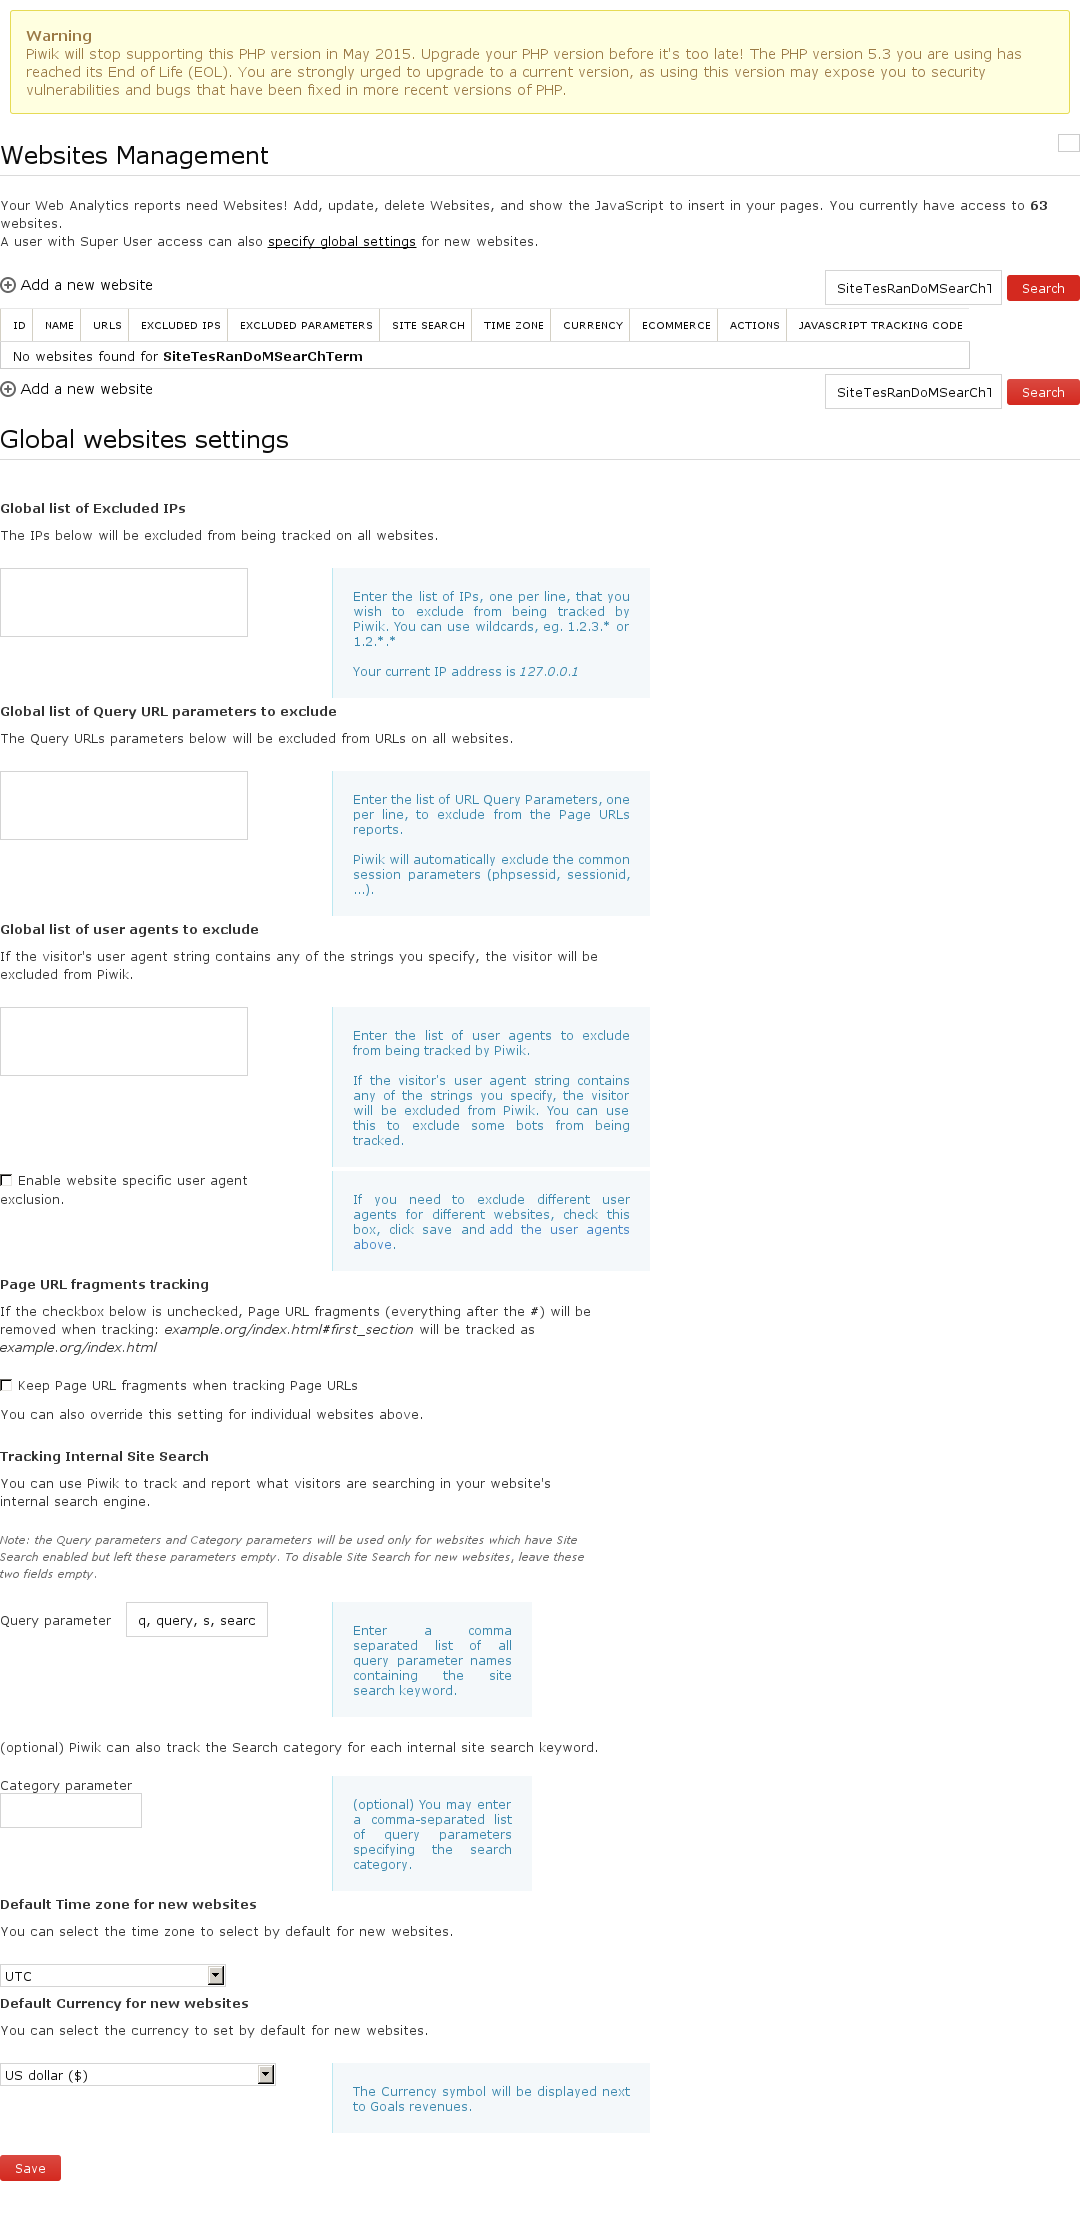 Warning
Piwik will stop supporting this PHP version in May 2015. Upgrade your PHP version before it's too late! The PHP version 5.3 you are using has
reached its End of Life (EOL). You are strongly urged to upgrade to a current version, as using this version may expose you to security
vulnerabilities and bugs that have been fixed in more recent versions of PHP.
Websites Management
Your Web Analytics reports need Websites! Add, update, delete Websites, and show the JavaScript to insert in your pages. You currently have access to 63
websites.
A user with Super User access can also specify global settings for new websites.
Add a new website SiteTesRanDoMSearChT Search
ID NAME URLS EXCLUDED IPS EXCLUDED PARAMETERS SITE SEARCH TIME ZONE CURRENCY ECOMMERCE ACTIONS JAVASCRIPT TRACKING CODE
No websites found for SiteTesRanDoMSearChTerm
Add a new website SiteTesRanDoMSearChT Search
Global websites settings
Global list of Excluded IPs
The IPs below will be excluded from being tracked on all websites.
Enter the list of IPs, one per line, that you
wish to exclude from being tracked by
Piwik. You can use wildcards, eg. 1.2.3.* or
1.2.*.*
Your current IP address is 127.0.0.1
Global list of Query URL parameters to exclude
The Query URLs parameters below will be excluded from URLs on all websites.
Enter the list of URL Query Parameters, one
per line, to exclude from the Page URLs
reports.
Piwik will automatically exclude the common
session parameters (phpsessid, sessionid,
...).
Global list of user agents to exclude
If the visitor's user agent string contains any of the strings you specify, the visitor will be
excluded from Piwik.
Enter the list of user agents to exclude
from being tracked by Piwik.
If the visitor's user agent string contains
any of the strings you specify, the visitor
will be excluded from Piwik. You can use
this to exclude some bots from being
tracked.
Enable website specific user agent
exclusion.
If you need to exclude different user
agents for different websites, check this
box, click save and add the user agents
above.
Page URL fragments tracking
If the checkbox below is unchecked, Page URL fragments (everything after the #) will be
removed when tracking: example.org/index.html#first_section will be tracked as
example.org/index.html
Keep Page URL fragments when tracking Page URLs
You can also override this setting for individual websites above.
Tracking Internal Site Search
You can use Piwik to track and report what visitors are searching in your website's
internal search engine.
Note: the Query parameters and Category parameters will be used only for websites which have Site
Search enabled but left these parameters empty. To disable Site Search for new websites, leave these
two fields empty.
Query parameter q, query, s, searc
Enter a comma
separated list of all
query parameter names
containing the site
search keyword.
(optional) Piwik can also track the Search category for each internal site search keyword.
Category parameter
(optional) You may enter
a comma-separated list
of query parameters
specifying the search
category.
Default Time zone for new websites
You can select the time zone to select by default for new websites.
UTC
Default Currency for new websites
You can select the currency to set by default for new websites.
US dollar ($)
The Currency symbol will be displayed next
to Goals revenues.
Save